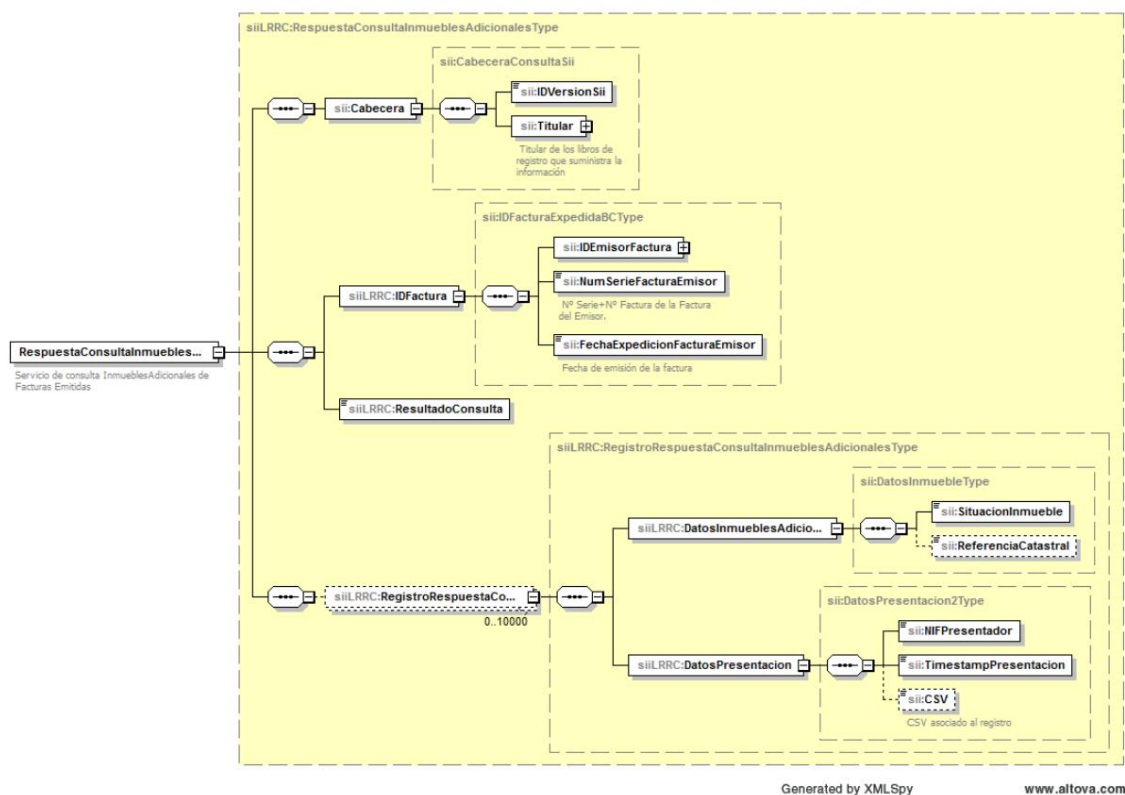 siiLRRC:RespuestaConsultaInmueblesAdicionalesType
sii:CabeceraConsultaSii
sii:IDVersionSii
sii:Cabecera
sii:Titular
Titular de los libros de
registro que suministra la
información
sii:IDFacturaExpedidaBCType
sii:IDEmisorFactura
siiLRRC:IDFactura
sii:NumSerieFacturaEmisor
Nº Serie+Nº Factura de la Factura
del Emisor.
sii:FechaExpedicionFacturaEmisor
Fecha de emisión de la factura
RespuestaConsultaInmuebles...
Servicio de consulta InmueblesAdicionales de
Facturas Emitidas
siiLRRC:ResultadoConsulta
siiLRRC:RegistroRespuestaConsultaInmueblesAdicionalesType
sii:DatosInmuebleType
sii:SituacionInmueble
siiLRRC:DatosInmueblesAdicio...
sii:ReferenciaCatastral
siiLRRC:RegistroRespuestaCo...
0..10000
sii:DatosPresentacion2Type
sii:NIFPresentador
siiLRRC:DatosPresentacion
sii:TimestampPresentacion
sii:CSV
CSV asociado al registro
Generated by XMLSpy
www.altova.com